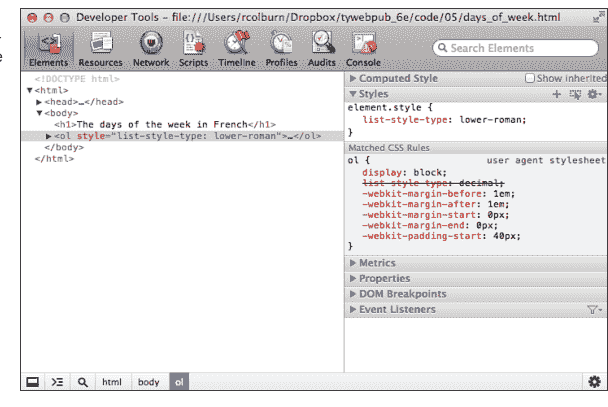 Developer Tools - file:///Users/rcolburn/Dropbox/tywebpub_6e/code/05/days_of_week.html
Elements Resources Network Scripts Timeline Profiles Audits Console
Search Elements
<!DOCTYPE html>
▼<html>
▶<head>…</head>
▼<body>
<h1>The days of the week in French</h1>
▶<ol style="list-style-type: lower-roman">…</ol>
</body>
</html>
▶ Computed Style Show inherited
▼ Styles
element.style {
list-style-type: lower-roman;
}
Matched CSS Rules
ol { user agent stylesheet
display: block;
list-style-type: decimal;
-webkit-margin-before: 1em;
-webkit-margin-after: 1em;
-webkit-margin-start: 0px;
-webkit-margin-end: 0px;
-webkit-padding-start: 40px;
}
▶ Metrics
▶ Properties
▶ DOM Breakpoints
▶ Event Listeners
html body ol